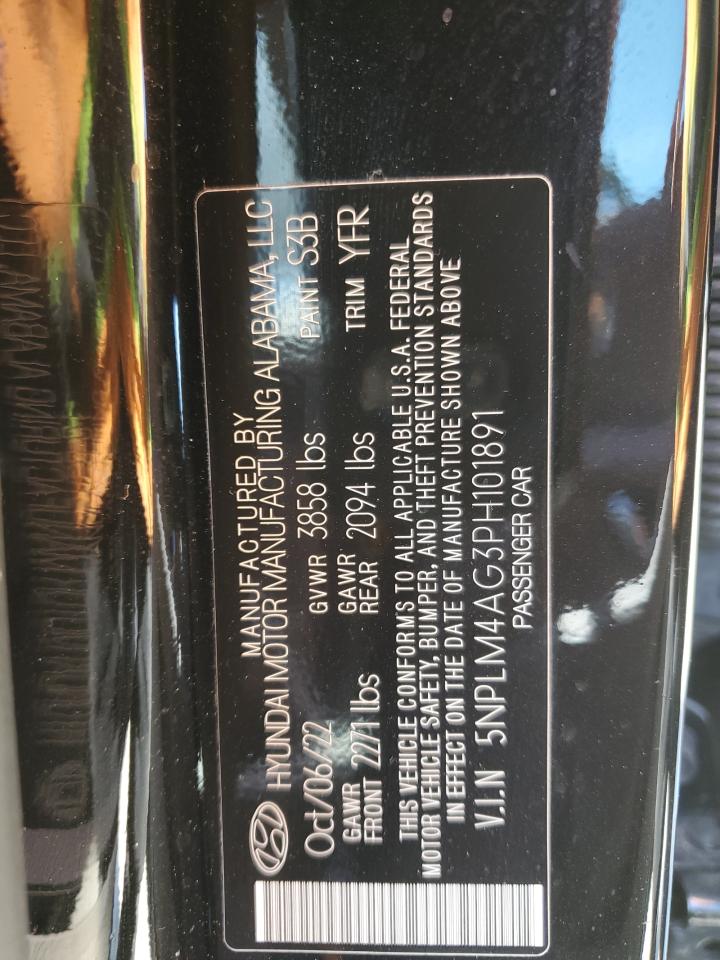 MANUFACTURED BY
HYUNDAI MOTOR MANUFACTURING ALABAMA, LLC
Oct/06/22 GVWR 3858 lbs PAINT S3B
GAWR FRONT 2271 lbs GAWR REAR 2094 lbs TRIM YFR
THIS VEHICLE CONFORMS TO ALL APPLICABLE U.S.A. FEDERAL
MOTOR VEHICLE SAFETY, BUMPER, AND THEFT PREVENTION STANDARDS
IN EFFECT ON THE DATE OF MANUFACTURE SHOWN ABOVE
V.I.N 5NPLM4AG3PH101891
PASSENGER CAR